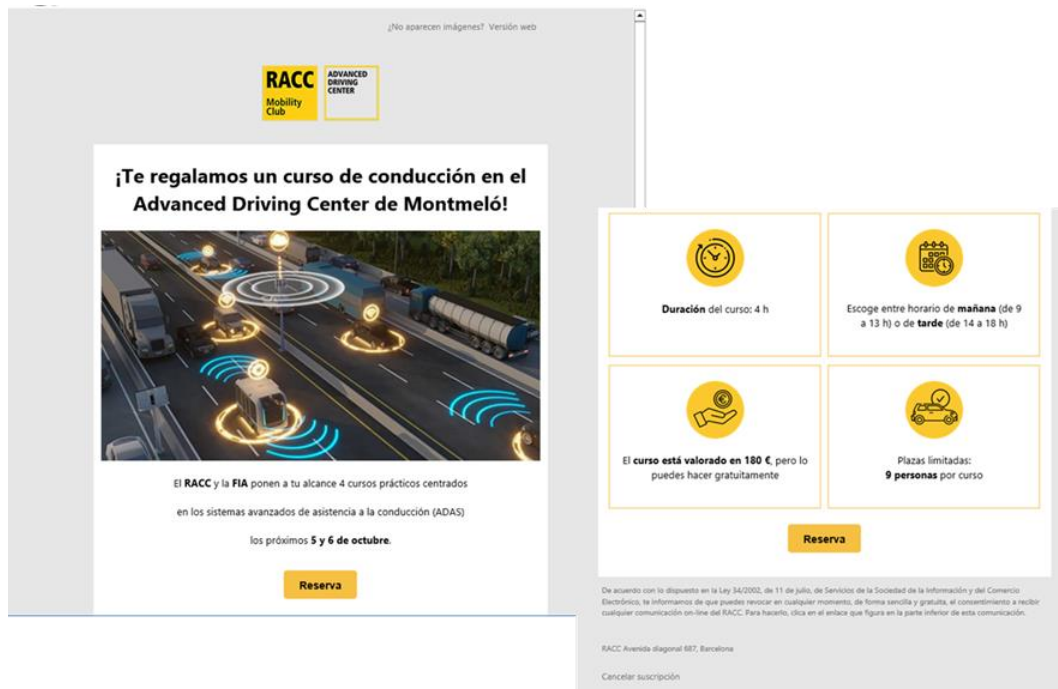 ¿No aparecen imágenes? Versión web
RACC
Mobility
Club
ADVANCED
DRIVING
CENTER
¡Te regalamos un curso de conducción en el
Advanced Driving Center de Montmeló!
El RACC y la FIA ponen a tu alcance 4 cursos prácticos centrados
en los sistemas avanzados de asistencia a la conducción (ADAS)
los próximos 5 y 6 de octubre.
Reserva
Duración del curso: 4 h
Escoge entre horario de mañana (de 9
a 13 h) o de tarde (de 14 a 18 h)
El curso está valorado en 180 €, pero lo
puedes hacer gratuitamente
Plazas limitadas:
9 personas por curso
Reserva
De acuerdo con lo dispuesto en la Ley 34/2002, de 11 de julio, de Servicios de la Sociedad de la Información y del Comercio
Electrónico, te informamos de que puedes revocar en cualquier momento, de forma sencilla y gratuita, el consentimiento a recibir
cualquier comunicación on-line del RACC. Para hacerlo, clica en el enlace que figura en la parte inferior de esta comunicación.
RACC Avenida diagonal 687, Barcelona
Cancelar suscripción